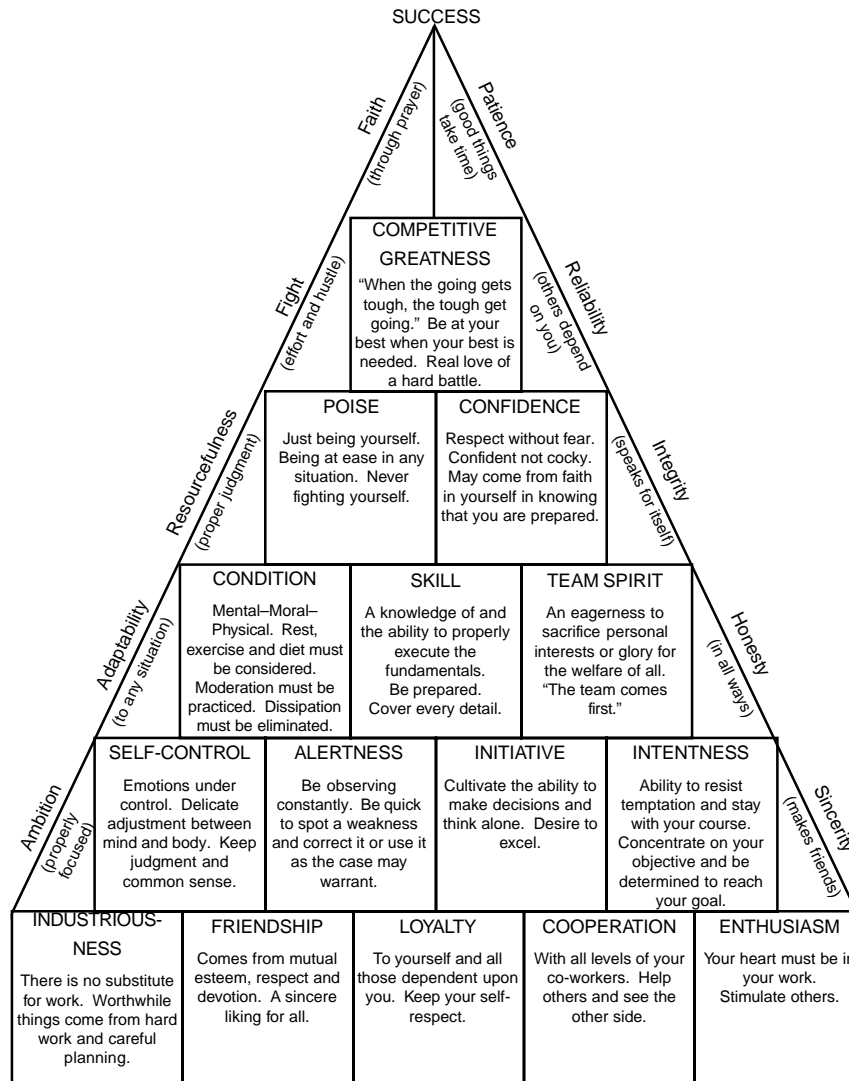 SUCCESS
Faith
(through prayer)
Patience
(good things
take time)
COMPETITIVE
GREATNESS
“When the going gets
tough, the tough get
going.” Be at your
best when your best is
needed. Real love of
a hard battle.
Fight
(effort and hustle)
Reliability
(others depend
on you)
POISE
Just being yourself.
Being at ease in any
situation. Never
fighting yourself.
CONFIDENCE
Respect without fear.
Confident not cocky.
May come from faith
in yourself in knowing
that you are prepared.
Resourcefulness
(proper judgment)
Integrity
(speaks for itself)
CONDITION
Mental–Moral–
Physical. Rest,
exercise and diet must
be considered.
Moderation must be
practiced. Dissipation
must be eliminated.
SKILL
A knowledge of and
the ability to properly
execute the
fundamentals.
Be prepared.
Cover every detail.
TEAM SPIRIT
An eagerness to
sacrifice personal
interests or glory for
the welfare of all.
“The team comes
first.”
Adaptability
(to any situation)
Honesty
(in all ways)
SELF-CONTROL
Emotions under
control. Delicate
adjustment between
mind and body. Keep
judgment and
common sense.
ALERTNESS
Be observing
constantly. Be quick
to spot a weakness
and correct it or use it
as the case may
warrant.
INITIATIVE
Cultivate the ability to
make decisions and
think alone. Desire to
excel.
INTENTNESS
Ability to resist
temptation and stay
with your course.
Concentrate on your
objective and be
determined to reach
your goal.
Ambition
(properly
focused)
Sincerity
(makes friends)
INDUSTRIOUS-
NESS
There is no substitute
for work. Worthwhile
things come from hard
work and careful
planning.
FRIENDSHIP
Comes from mutual
esteem, respect and
devotion. A sincere
liking for all.
LOYALTY
To yourself and all
those dependent upon
you. Keep your self-
respect.
COOPERATION
With all levels of your
co-workers. Help
others and see the
other side.
ENTHUSIASM
Your heart must be in
your work.
Stimulate others.